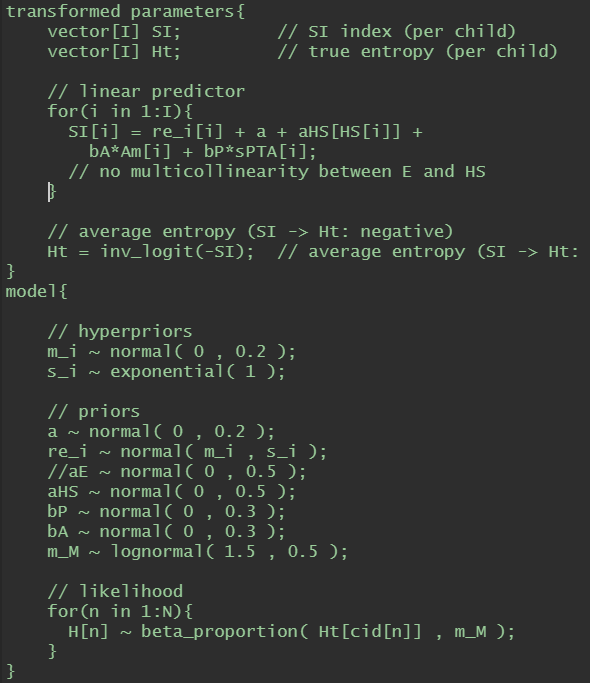 transformed parameters{
    vector[I] SI;         // SI index (per child)
    vector[I] Ht;         // true entropy (per child)

    // linear predictor
    for(i in 1:I){
      SI[i] = re_i[i] + a + aHS[HS[i]] +
        bA*Am[i] + bP*sPTA[i];
      // no multicollinearity between E and HS
    }

    // average entropy (SI -> Ht: negative)
    Ht = inv_logit(-SI);  // average entropy (SI -> Ht:
}
model{

    // hyperpriors
    m_i ~ normal( 0 , 0.2 );
    s_i ~ exponential( 1 );

    // priors
    a ~ normal( 0 , 0.2 );
    re_i ~ normal( m_i , s_i );
    //aE ~ normal( 0 , 0.5 );
    aHS ~ normal( 0 , 0.5 );
    bP ~ normal( 0 , 0.3 );
    bA ~ normal( 0 , 0.3 );
    m_M ~ lognormal( 1.5 , 0.5 );

    // likelihood
    for(n in 1:N){
      H[n] ~ beta_proportion( Ht[cid[n]] , m_M );
    }
}